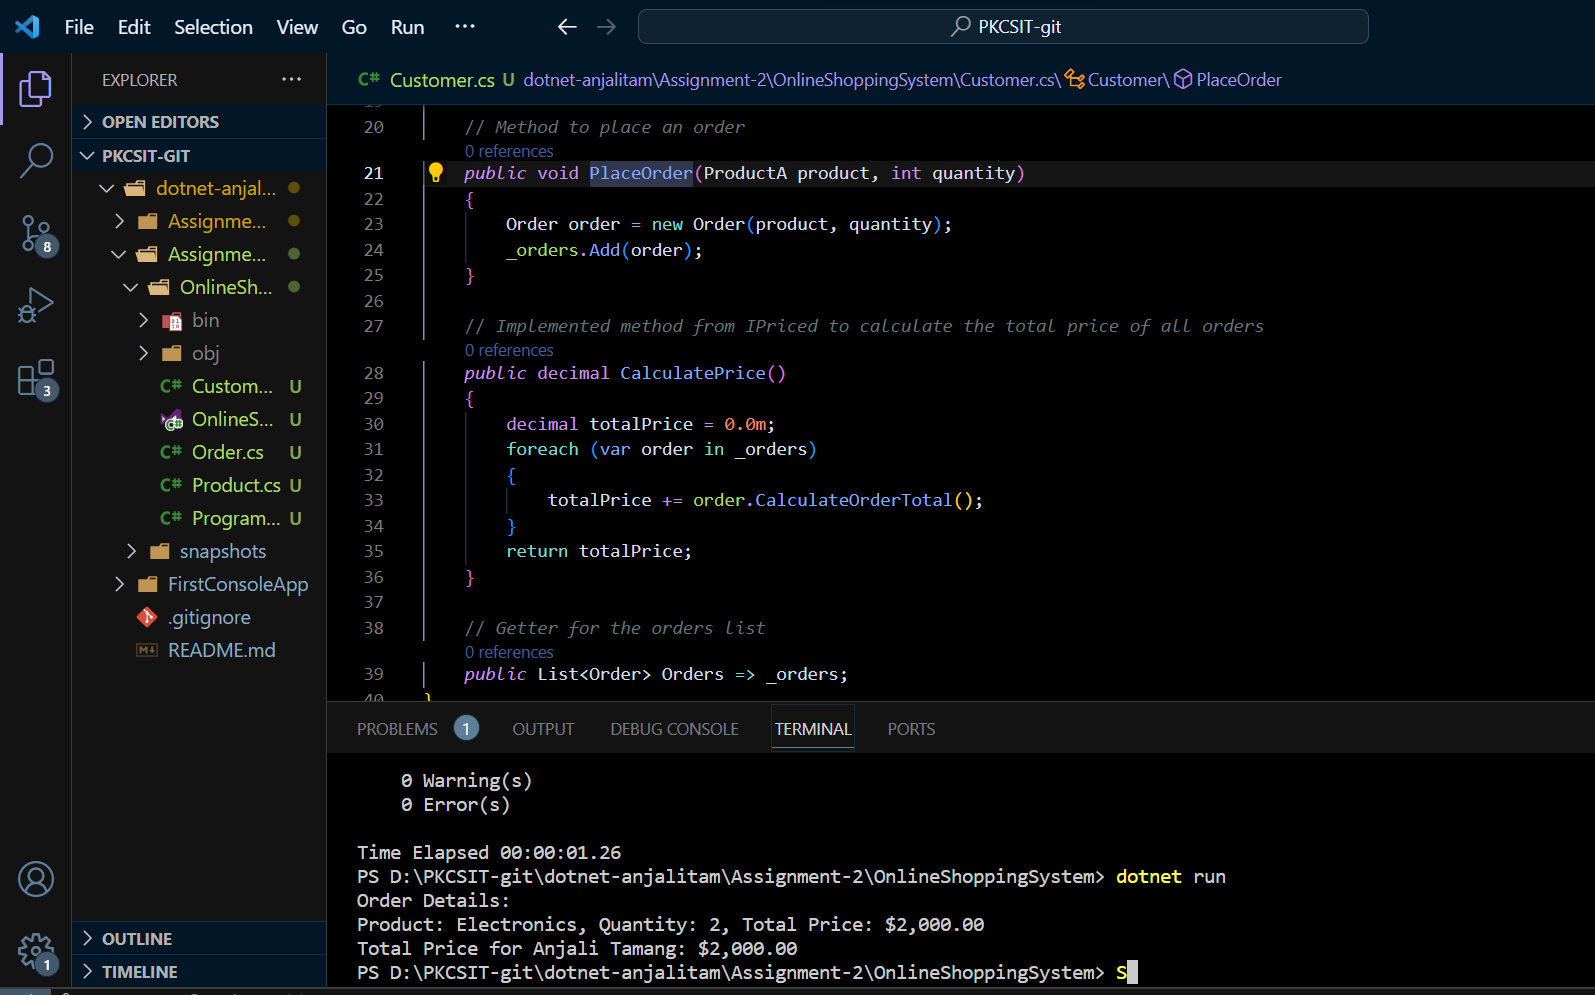 File Edit Selection View Go Run ··· PKCSIT-git
EXPLORER ···
OPEN EDITORS
PKCSIT-GIT
dotnet-anjal...
Assignme...
Assignme...
OnlineSh...
bin
obj
C# Custom... U
OnlineS... U
C# Order.cs U
C# Product.cs U
C# Program... U
snapshots
FirstConsoleApp
.gitignore
README.md
OUTLINE
TIMELINE
8
3
1
C# Customer.cs U dotnet-anjalitam\Assignment-2\OnlineShoppingSystem\Customer.cs\Customer\PlaceOrder
20 // Method to place an order
0 references
21 public void PlaceOrder(ProductA product, int quantity)
22 {
23 Order order = new Order(product, quantity);
24 _orders.Add(order);
25 }
26
27 // Implemented method from IPriced to calculate the total price of all orders
0 references
28 public decimal CalculatePrice()
29 {
30 decimal totalPrice = 0.0m;
31 foreach (var order in _orders)
32 {
33 totalPrice += order.CalculateOrderTotal();
34 }
35 return totalPrice;
36 }
37
38 // Getter for the orders list
0 references
39 public List<Order> Orders => _orders;
40 }
PROBLEMS 1 OUTPUT DEBUG CONSOLE TERMINAL PORTS
0 Warning(s)
0 Error(s)
Time Elapsed 00:00:01.26
PS D:\PKCSIT-git\dotnet-anjalitam\Assignment-2\OnlineShoppingSystem> dotnet run
Order Details:
Product: Electronics, Quantity: 2, Total Price: $2,000.00
Total Price for Anjali Tamang: $2,000.00
PS D:\PKCSIT-git\dotnet-anjalitam\Assignment-2\OnlineShoppingSystem> S